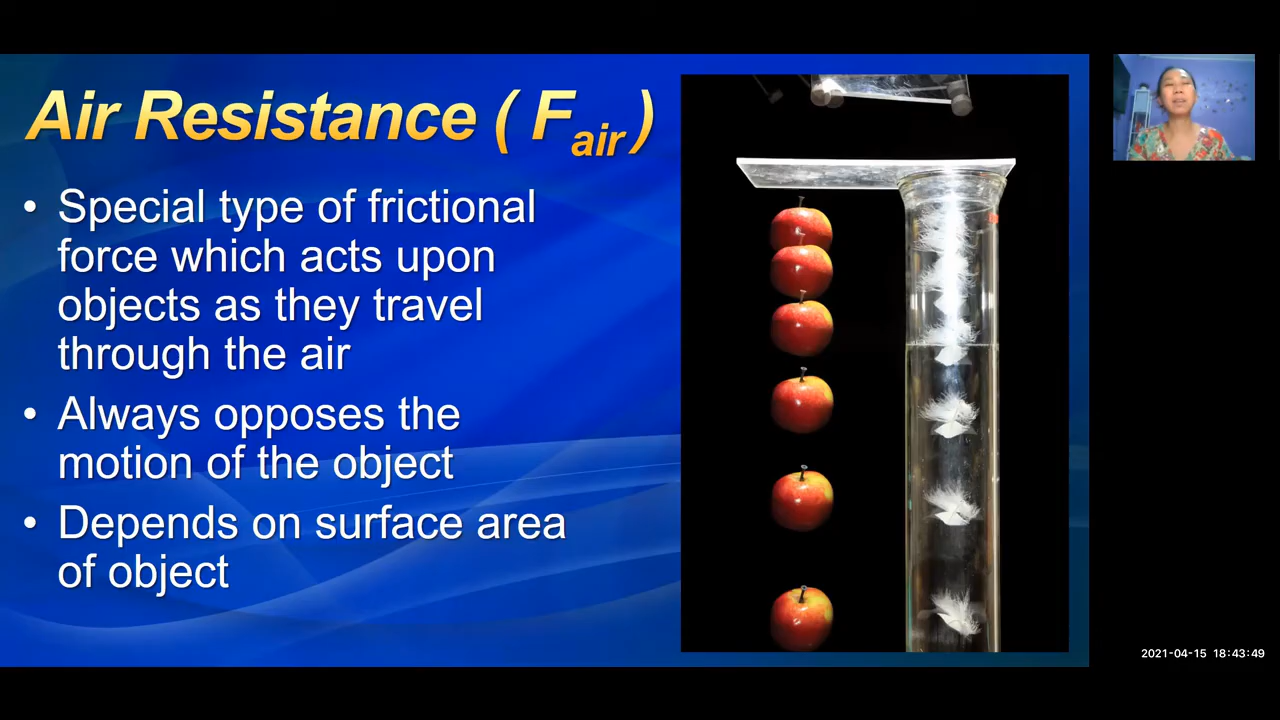 Air Resistance ( Fair )
• Special type of frictional
force which acts upon
objects as they travel
through the air
• Always opposes the
motion of the object
• Depends on surface area
of object
2021-04-15 18:43:49